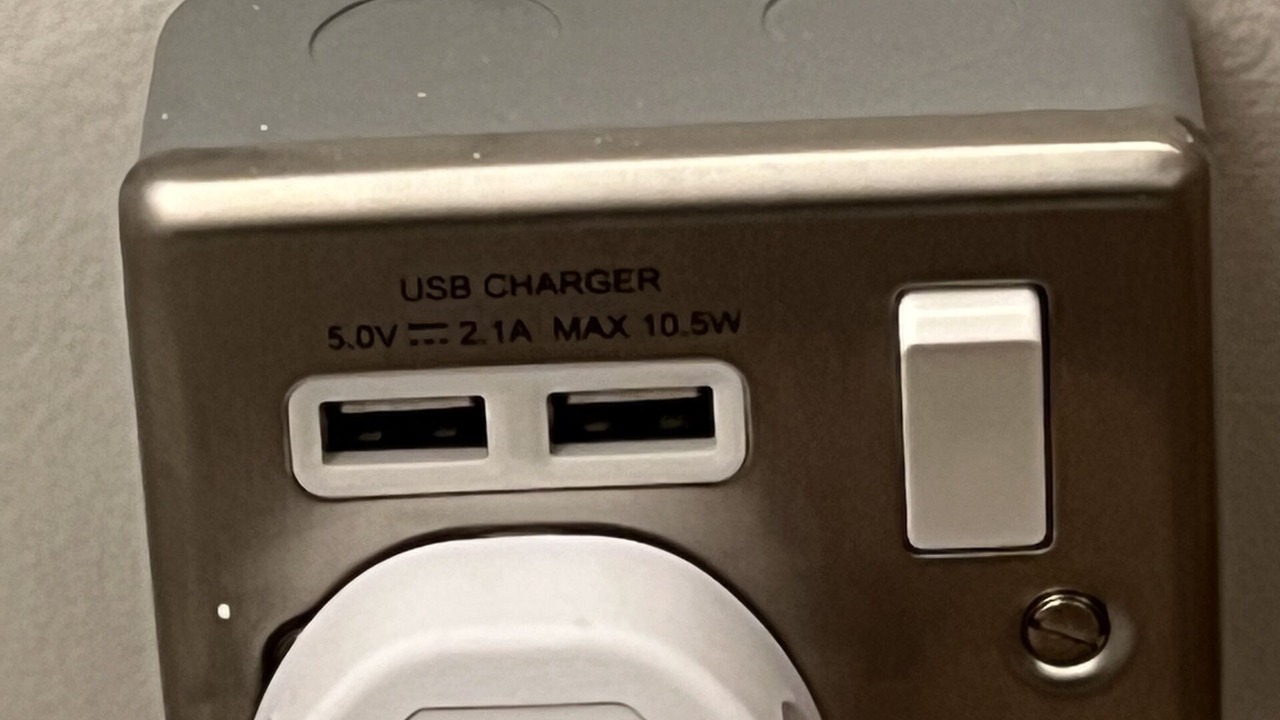 USB CHARGER
5.0V ⎓ 2.1A MAX 10.5W